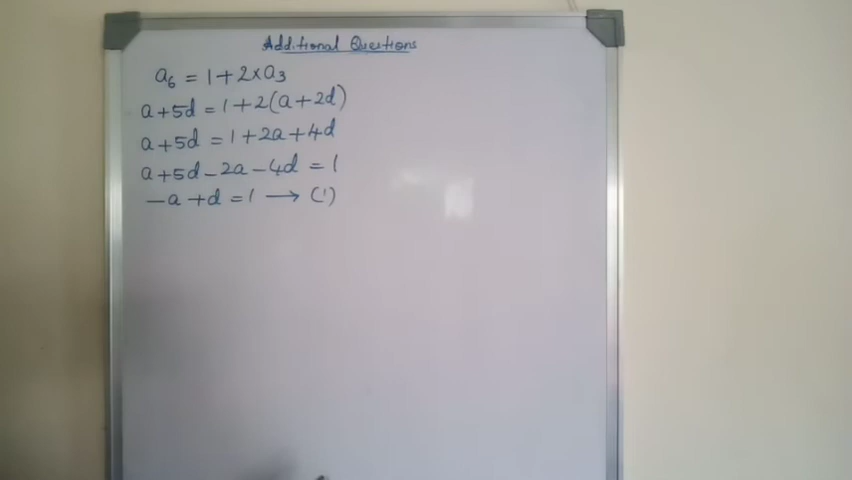 Additional Questions
a₆ = 1 + 2 × a₃
a + 5d = 1 + 2(a + 2d)
a + 5d = 1 + 2a + 4d
a + 5d − 2a − 4d = 1
− a + d = 1 → (1)